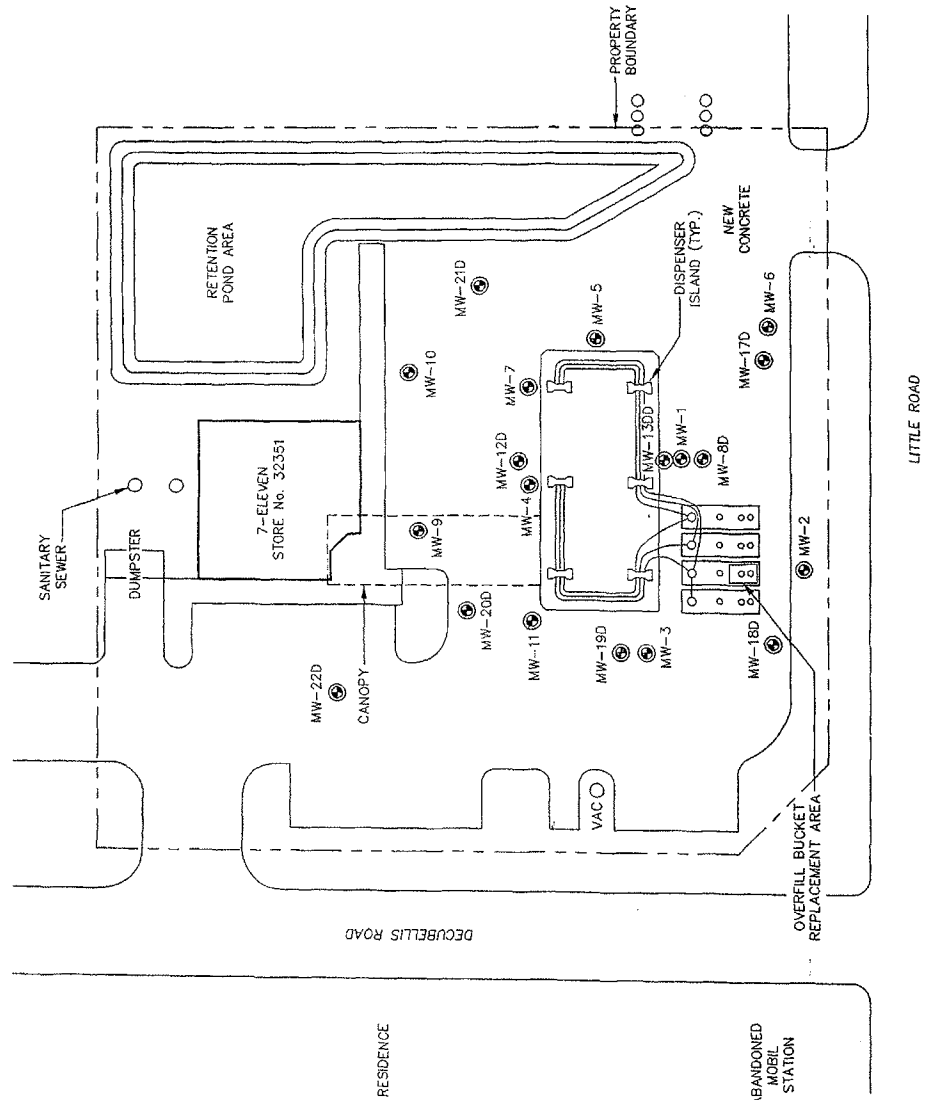 PROPERTY
BOUNDARY
SANITARY
SEWER
DUMPSTER
7-ELEVEN
STORE No. 32351
RETENTION
POND AREA
MW-22D
CANOPY
MW-20D
MW-9
MW-10
MW-21D
MW-11
MW-4
MW-12D
MW-7
MW-5
DISPENSER
ISLAND (TYP.)
NEW
CONCRETE
VAC
MW-19D
MW-3
MW-13DD
MW-1
MW-8D
MW-17D
MW-6
MW-18D
MW-2
OVERFILL BUCKET
REPLACEMENT AREA
DECUBELLIS ROAD
RESIDENCE
ABANDONED
MOBIL
STATION
LITTLE ROAD